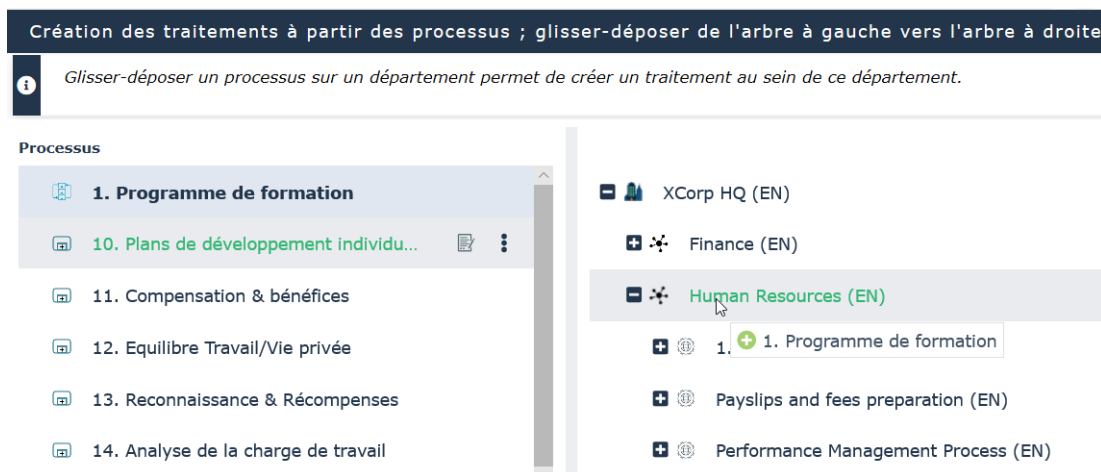 Création des traitements à partir des processus ; glisser-déposer de l'arbre à gauche vers l'arbre à droite
Glisser-déposer un processus sur un département permet de créer un traitement au sein de ce département.
Processus
1. Programme de formation
10. Plans de développement individu...
11. Compensation & bénéfices
12. Equilibre Travail/Vie privée
13. Reconnaissance & Récompenses
14. Analyse de la charge de travail
XCorp HQ (EN)
Finance (EN)
Human Resources (EN)
1.
1. Programme de formation
Payslips and fees preparation (EN)
Performance Management Process (EN)